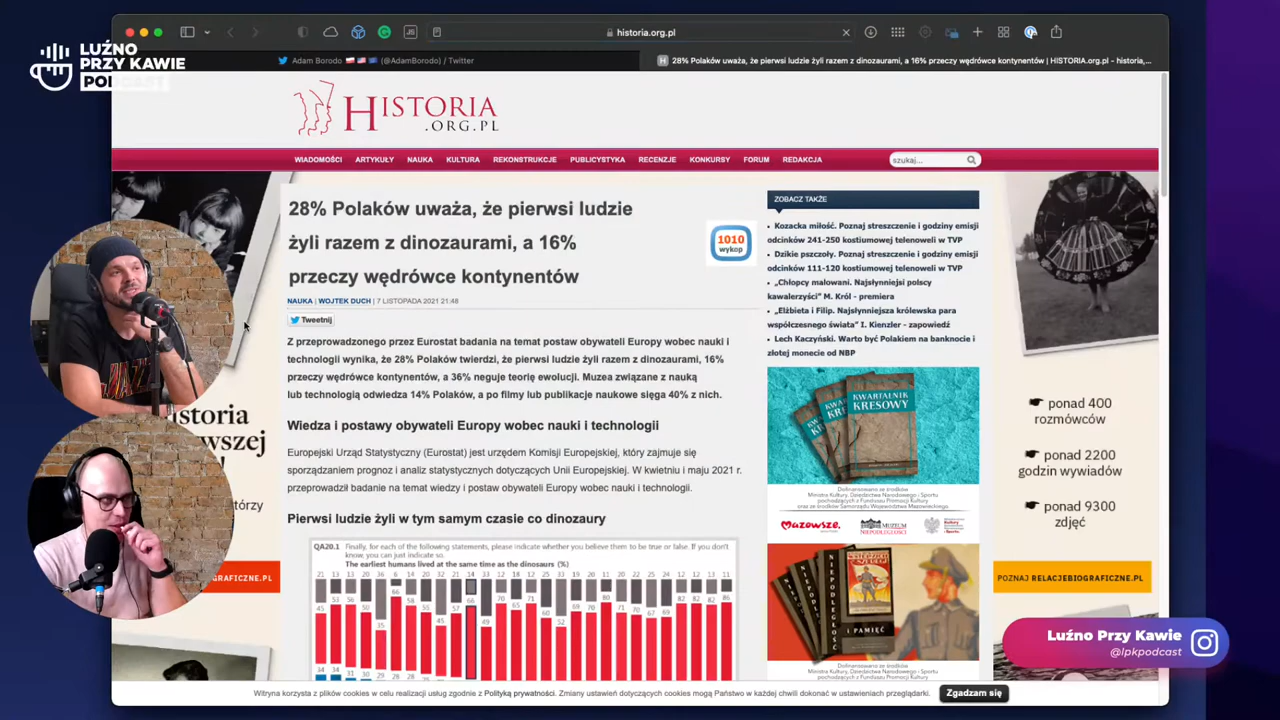 LUŹNO
PRZY KAWIE
PODCAST
historia.org.pl
Adam Borodo 🇵🇱 🇺🇸 🇪🇺 (@AdamBorodo) / Twitter
28% Polaków uważa, że pierwsi ludzie żyli razem z dinozaurami, a 16% przeczy wędrówce kontynentów | HISTORIA.org.pl - historia,...
HISTORIA
.ORG.PL
WIADOMOŚCI ARTYKUŁY NAUKA KULTURA REKONSTRUKCJE PUBLICYSTYKA RECENZJE KONKURSY FORUM REDAKCJA
szukaj...
28% Polaków uważa, że pierwsi ludzie
żyli razem z dinozaurami, a 16%
przeczy wędrówce kontynentów
1010
wykop
NAUKA | WOJTEK DUCH | 7 LISTOPADA 2021 21:48
Tweetnij
Z przeprowadzonego przez Eurostat badania na temat postaw obywateli Europy wobec nauki i
technologii wynika, że 28% Polaków twierdzi, że pierwsi ludzie żyli razem z dinozaurami, 16%
przeczy wędrówce kontynentów, a 36% neguje teorię ewolucji. Muzea związane z nauką
lub technologią odwiedza 14% Polaków, a po filmy lub publikacje naukowe sięga 40% z nich.
Wiedza i postawy obywateli Europy wobec nauki i technologii
Europejski Urząd Statystyczny (Eurostat) jest urzędem Komisji Europejskiej, który zajmuje się
sporządzaniem prognoz i analiz statystycznych dotyczących Unii Europejskiej. W kwietniu i maju 2021 r.
przeprowadził badanie na temat wiedzy i postaw obywateli Europy wobec nauki i technologii.
Pierwsi ludzie żyli w tym samym czasie co dinozaury
QA20.1 Finally, for each of the following statements, please indicate whether you believe them to be true or false. If you don't
know, you can just indicate so.
The earliest humans lived at the same time as the dinosaurs (%)
ZOBACZ TAKŻE
Kozacka miłość. Poznaj streszczenie i godziny emisji
odcinków 241-250 kostiumowej telenoweli w TVP
Dzikie pszczoły. Poznaj streszczenie i godziny emisji
odcinków 111-120 kostiumowej telenoweli w TVP
„Chłopcy malowani. Najsłynniejsi polscy
kawalerzyści” M. Król - premiera
„Elżbieta i Filip. Najsłynniejsza królewska para
współczesnego świata” I. Kienzler - zapowiedź
Lech Kaczyński. Warto być Polakiem na banknocie i
złotej monecie od NBP
KWARTALNIK
KRESOWY
Dofinansowano ze środków
Ministra Kultury, Dziedzictwa Narodowego i Sportu
pochodzących z Funduszu Promocji Kultury
oraz ze środków Samorządu Województwa Mazowieckiego
Mazowsze.
MUZEUM
NIEPODLEGŁOŚCI
NIEPODLEGŁOŚĆ
I PAMIĘĆ
Dofinansowano ze środków
Ministra Kultury, Dziedzictwa Narodowego i Sportu
pochodzących z Funduszu Promocji Kultury
ponad 400
rozmówców
ponad 2200
godzin wywiadów
ponad 9300
zdjęć
POZNAJ RELACJEBIOGRAFICZNE.PL
Luźno Przy Kawie
@lpkpodcast
Witryna korzysta z plików cookies w celu realizacji usług zgodnie z Polityką prywatności. Zmiany ustawień dotyczących cookies mogą Państwo w każdej chwili dokonać w ustawieniach przeglądarki.
Zgadzam się